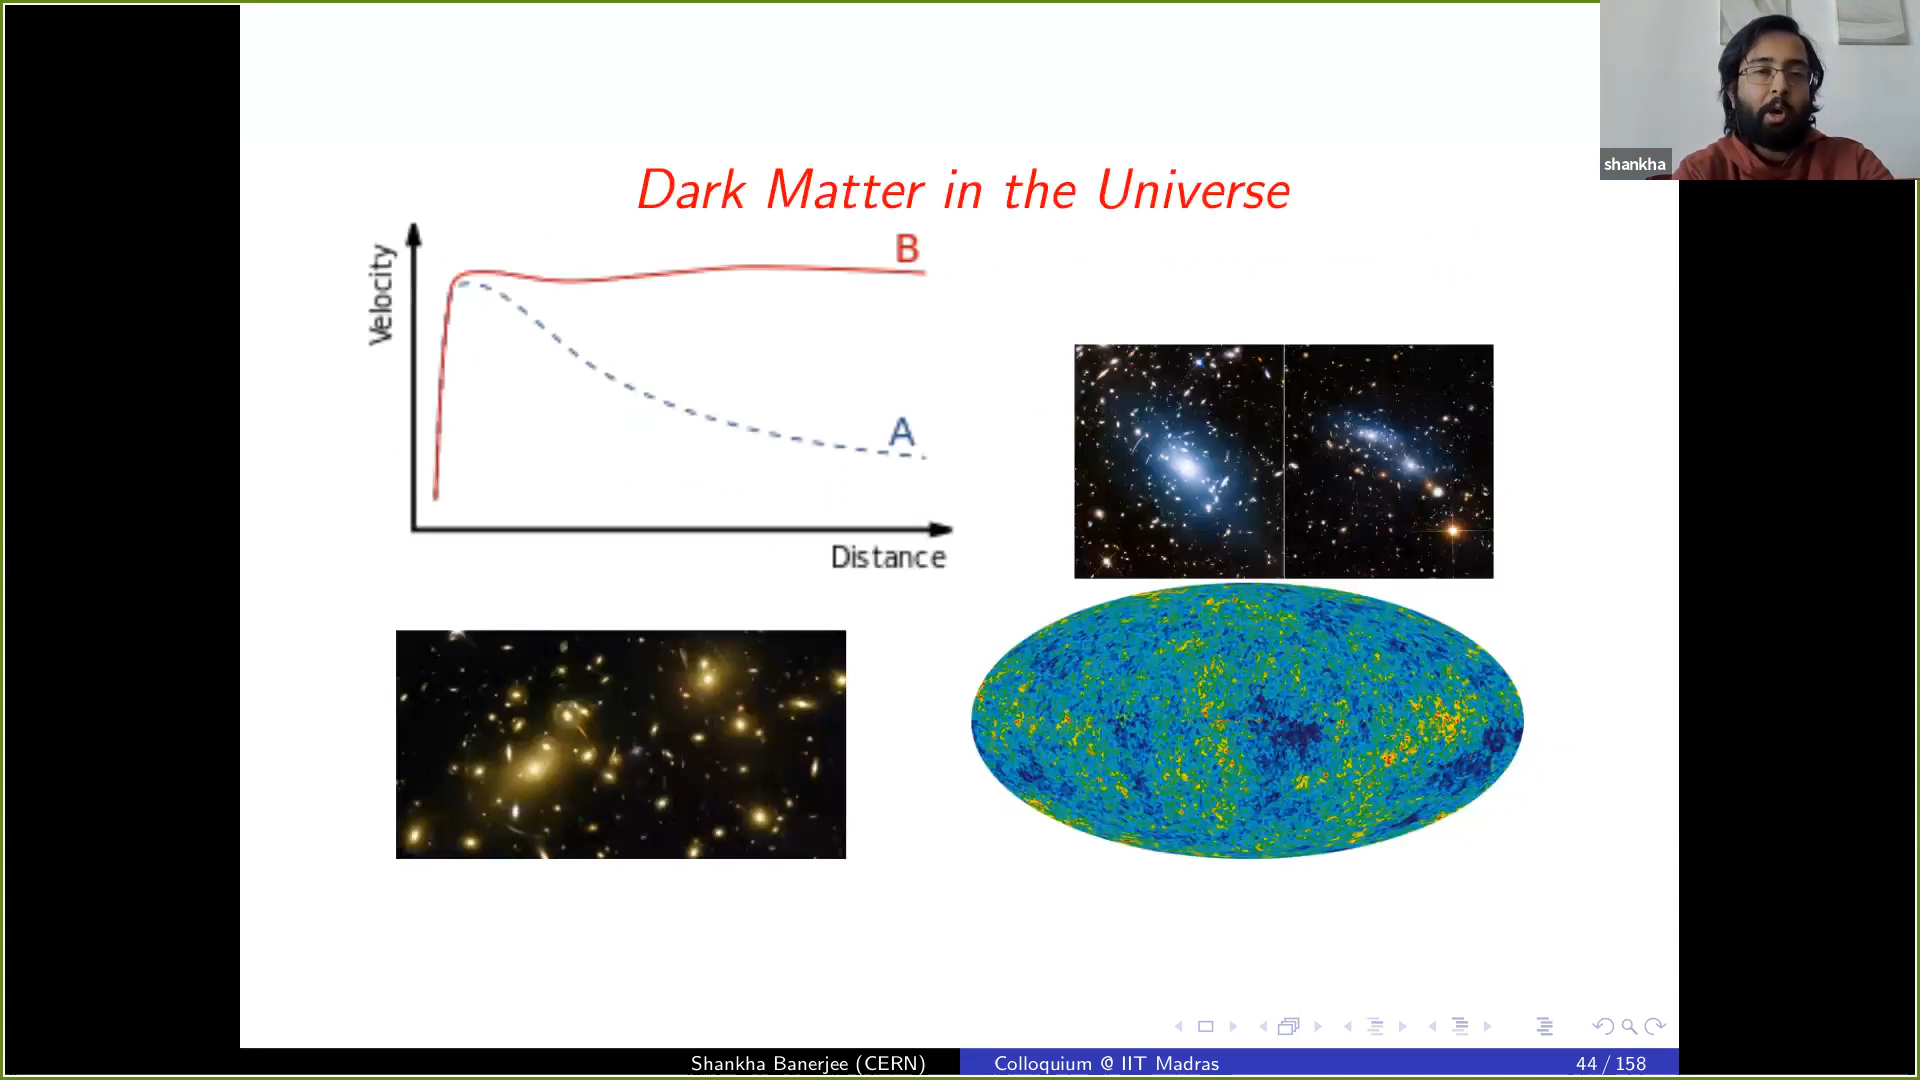 shankha
Dark Matter in the Universe
Velocity
B
A
Distance
Shankha Banerjee (CERN)
Colloquium @ IIT Madras
44 / 158